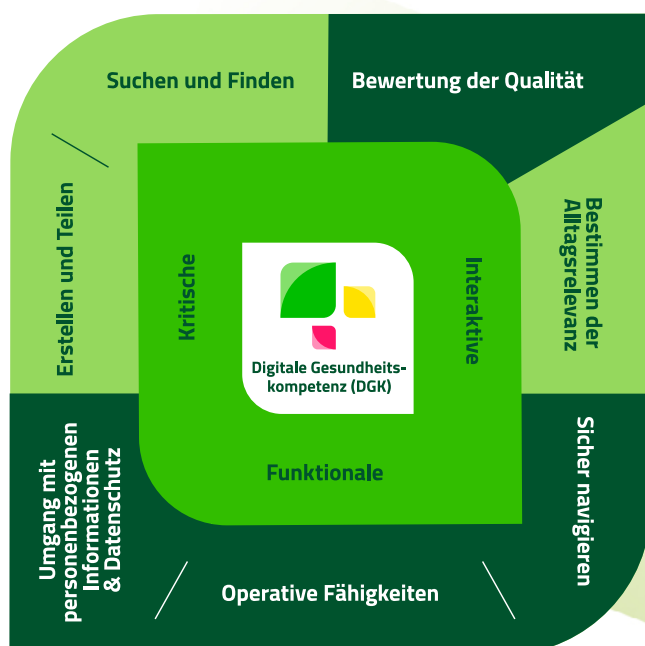 Suchen und Finden
Bewertung der Qualität
Bestimmen der
Alltagsrelevanz
Erstellen und Teilen
Kritische
Interaktive
Digitale Gesundheits-
kompetenz (DGK)
Funktionale
Umgang mit
personenbezogenen
Informationen
& Datenschutz
Sicher navigieren
Operative Fähigkeiten